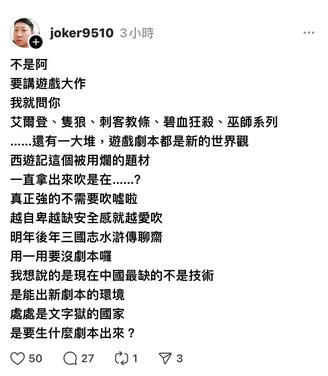 joker9510 3小時
不是阿
要講遊戲大作
我就問你
艾爾登、隻狼、刺客教條、碧血狂殺、巫師系列
......還有一大堆，遊戲劇本都是新的世界觀
西遊記這個被用爛的題材
一直拿出來吹是在......?
真正強的不需要吹噓啦
越自卑越缺安全感就越愛吹
明年後年三國志水滸傳聊齋
用一用要沒劇本囉
我想說的是現在中國最缺的不是技術
是能出新劇本的環境
處處是文字獄的國家
是要生什麼劇本出來？
50 27 1 3